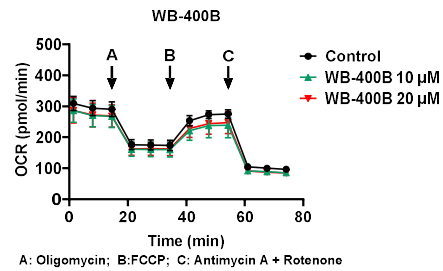 WB-400B
500
400
300
200
100
0
OCR (pmol/min)
A B C
Control
WB-400B 10 μM
WB-400B 20 μM
0 20 40 60 80
Time (min)
A: Oligomycin; B:FCCP; C: Antimycin A + Rotenone